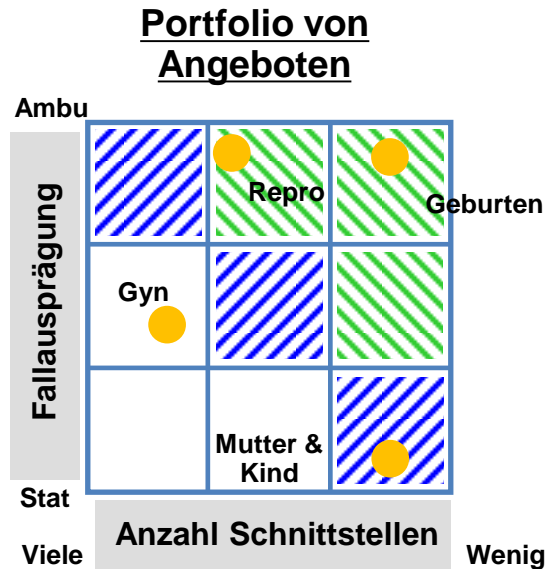 Portfolio von
Angeboten
Ambu
Repro
Geburten
Fallausprägung
Gyn
Mutter &
Kind
Stat
Anzahl Schnittstellen
Viele
Wenig